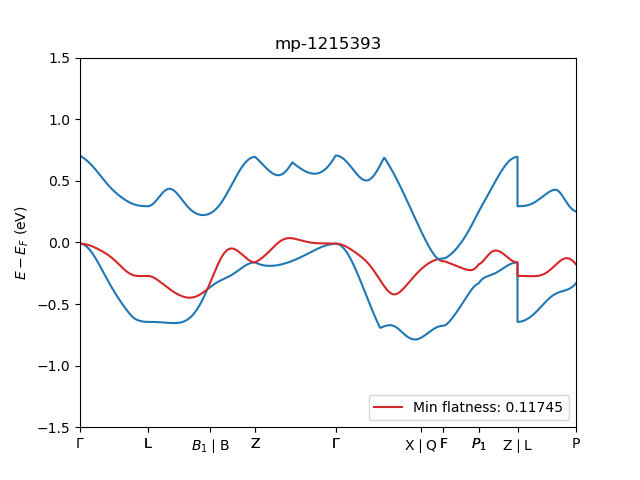 mp-1215393
E − E_F (eV)
1.5
1.0
0.5
0.0
−0.5
−1.0
−1.5
Min flatness: 0.11745
Γ L B₁ | B Z Γ X | Q F P₁ Z | L P